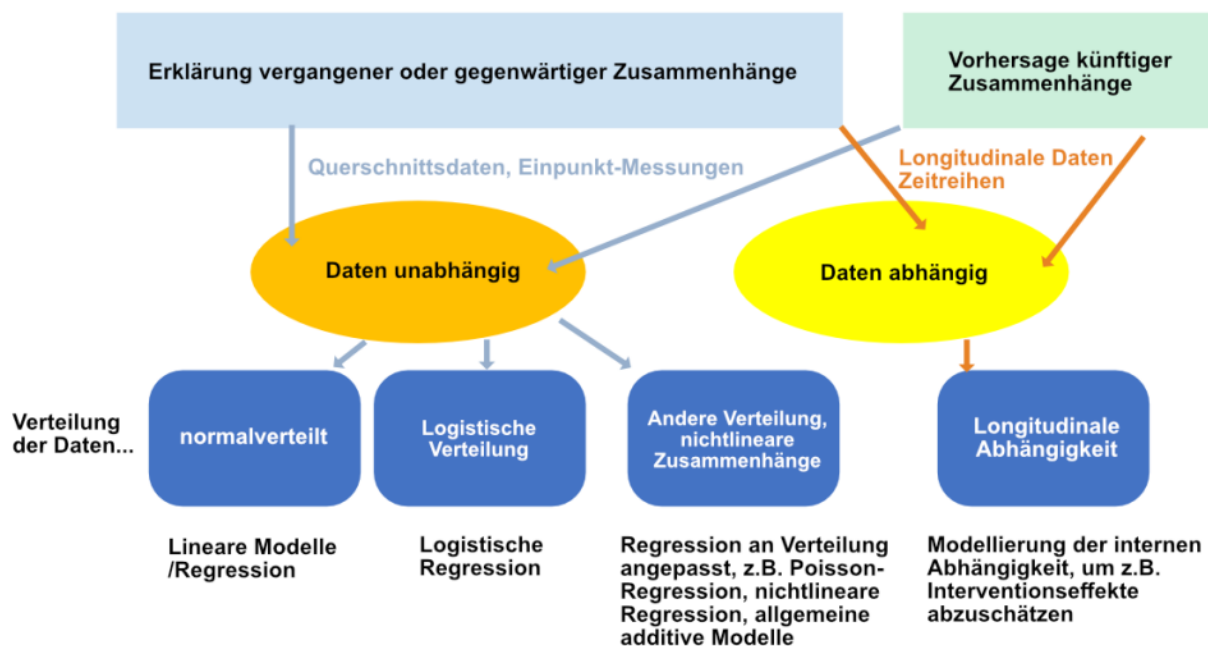 Erklärung vergangener oder gegenwärtiger Zusammenhänge
Vorhersage künftiger
Zusammenhänge
Querschnittsdaten, Einpunkt-Messungen
Longitudinale Daten
Zeitreihen
Daten unabhängig
Daten abhängig
Verteilung
der Daten...
normalverteilt
Logistische
Verteilung
Andere Verteilung,
nichtlineare
Zusammenhänge
Longitudinale
Abhängigkeit
Lineare Modelle
/Regression
Logistische
Regression
Regression an Verteilung
angepasst, z.B. Poisson-
Regression, nichtlineare
Regression, allgemeine
additive Modelle
Modellierung der internen
Abhängigkeit, um z.B.
Interventionseffekte
abzuschätzen